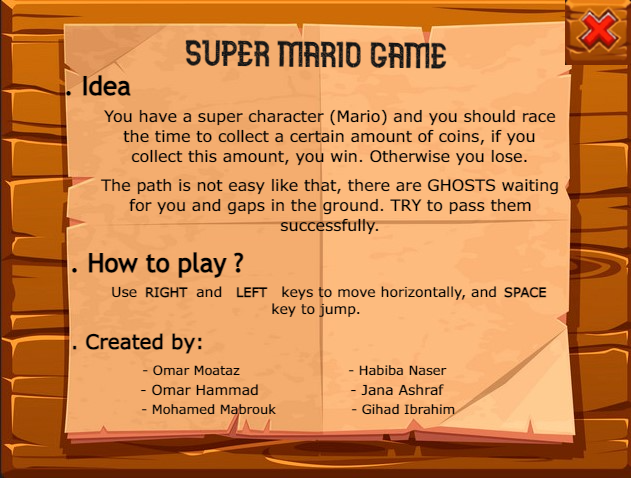 SUPER MARIO GAME
. Idea
You have a super character (Mario) and you should race
the time to collect a certain amount of coins, if you
collect this amount, you win. Otherwise you lose.
The path is not easy like that, there are GHOSTS waiting
for you and gaps in the ground. TRY to pass them
successfully.
. How to play ?
Use RIGHT and LEFT keys to move horizontally, and SPACE
key to jump.
. Created by:
- Omar Moataz - Habiba Naser
- Omar Hammad - Jana Ashraf
- Mohamed Mabrouk - Gihad Ibrahim